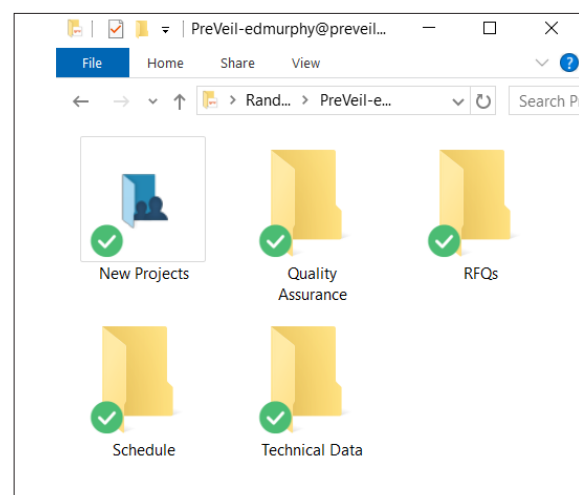 PreVeil-edmurphy@preveil...
File Home Share View
Rand... PreVeil-e... Search P
New Projects Quality Assurance RFQs
Schedule Technical Data